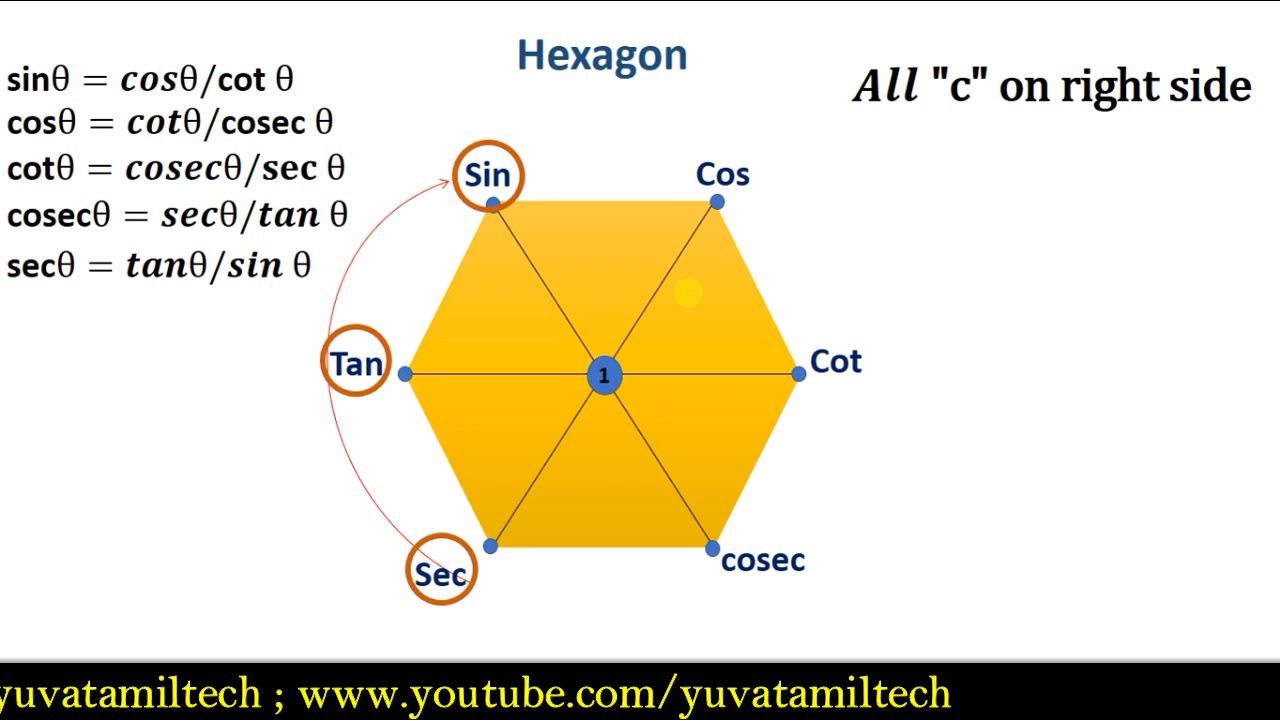 Hexagon
All "c" on right side
sinθ = cosθ/cot θ
cosθ = cotθ/cosec θ
cotθ = cosecθ/sec θ
cosecθ = secθ/tan θ
secθ = tanθ/sin θ
Sin
Cos
Tan
1
Cot
Sec
cosec
yuvatamiltech ; www.youtube.com/yuvatamiltech